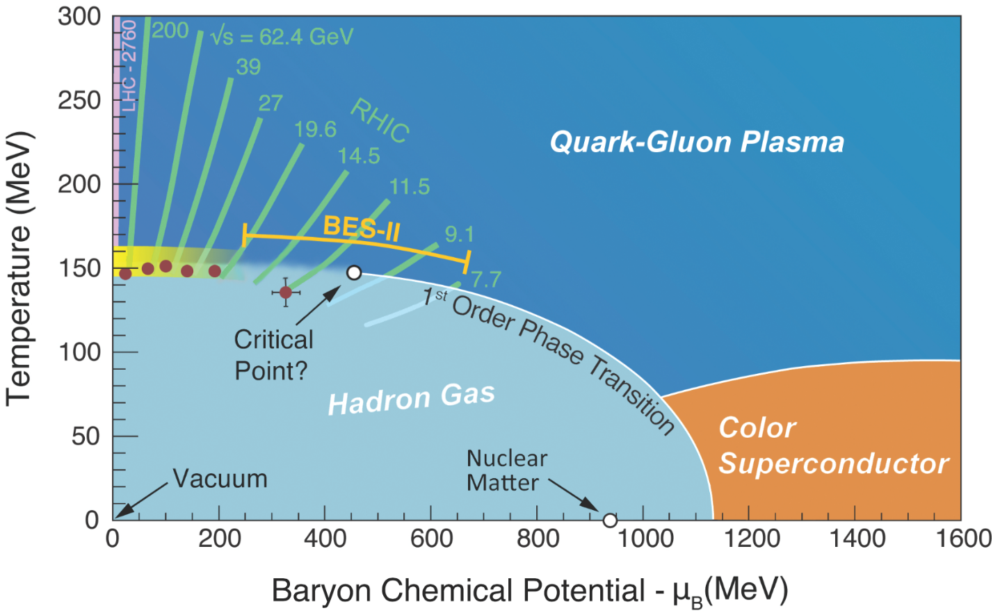 300
250
200
150
100
50
0
Temperature (MeV)
LHC - 2760
200
√s = 62.4 GeV
39
27
19.6
14.5
11.5
9.1
7.7
RHIC
BES-II
Quark-Gluon Plasma
1st Order Phase Transition
Critical
Point?
Hadron Gas
Color
Superconductor
Nuclear
Matter
Vacuum
0 200 400 600 800 1000 1200 1400 1600
Baryon Chemical Potential - μB(MeV)